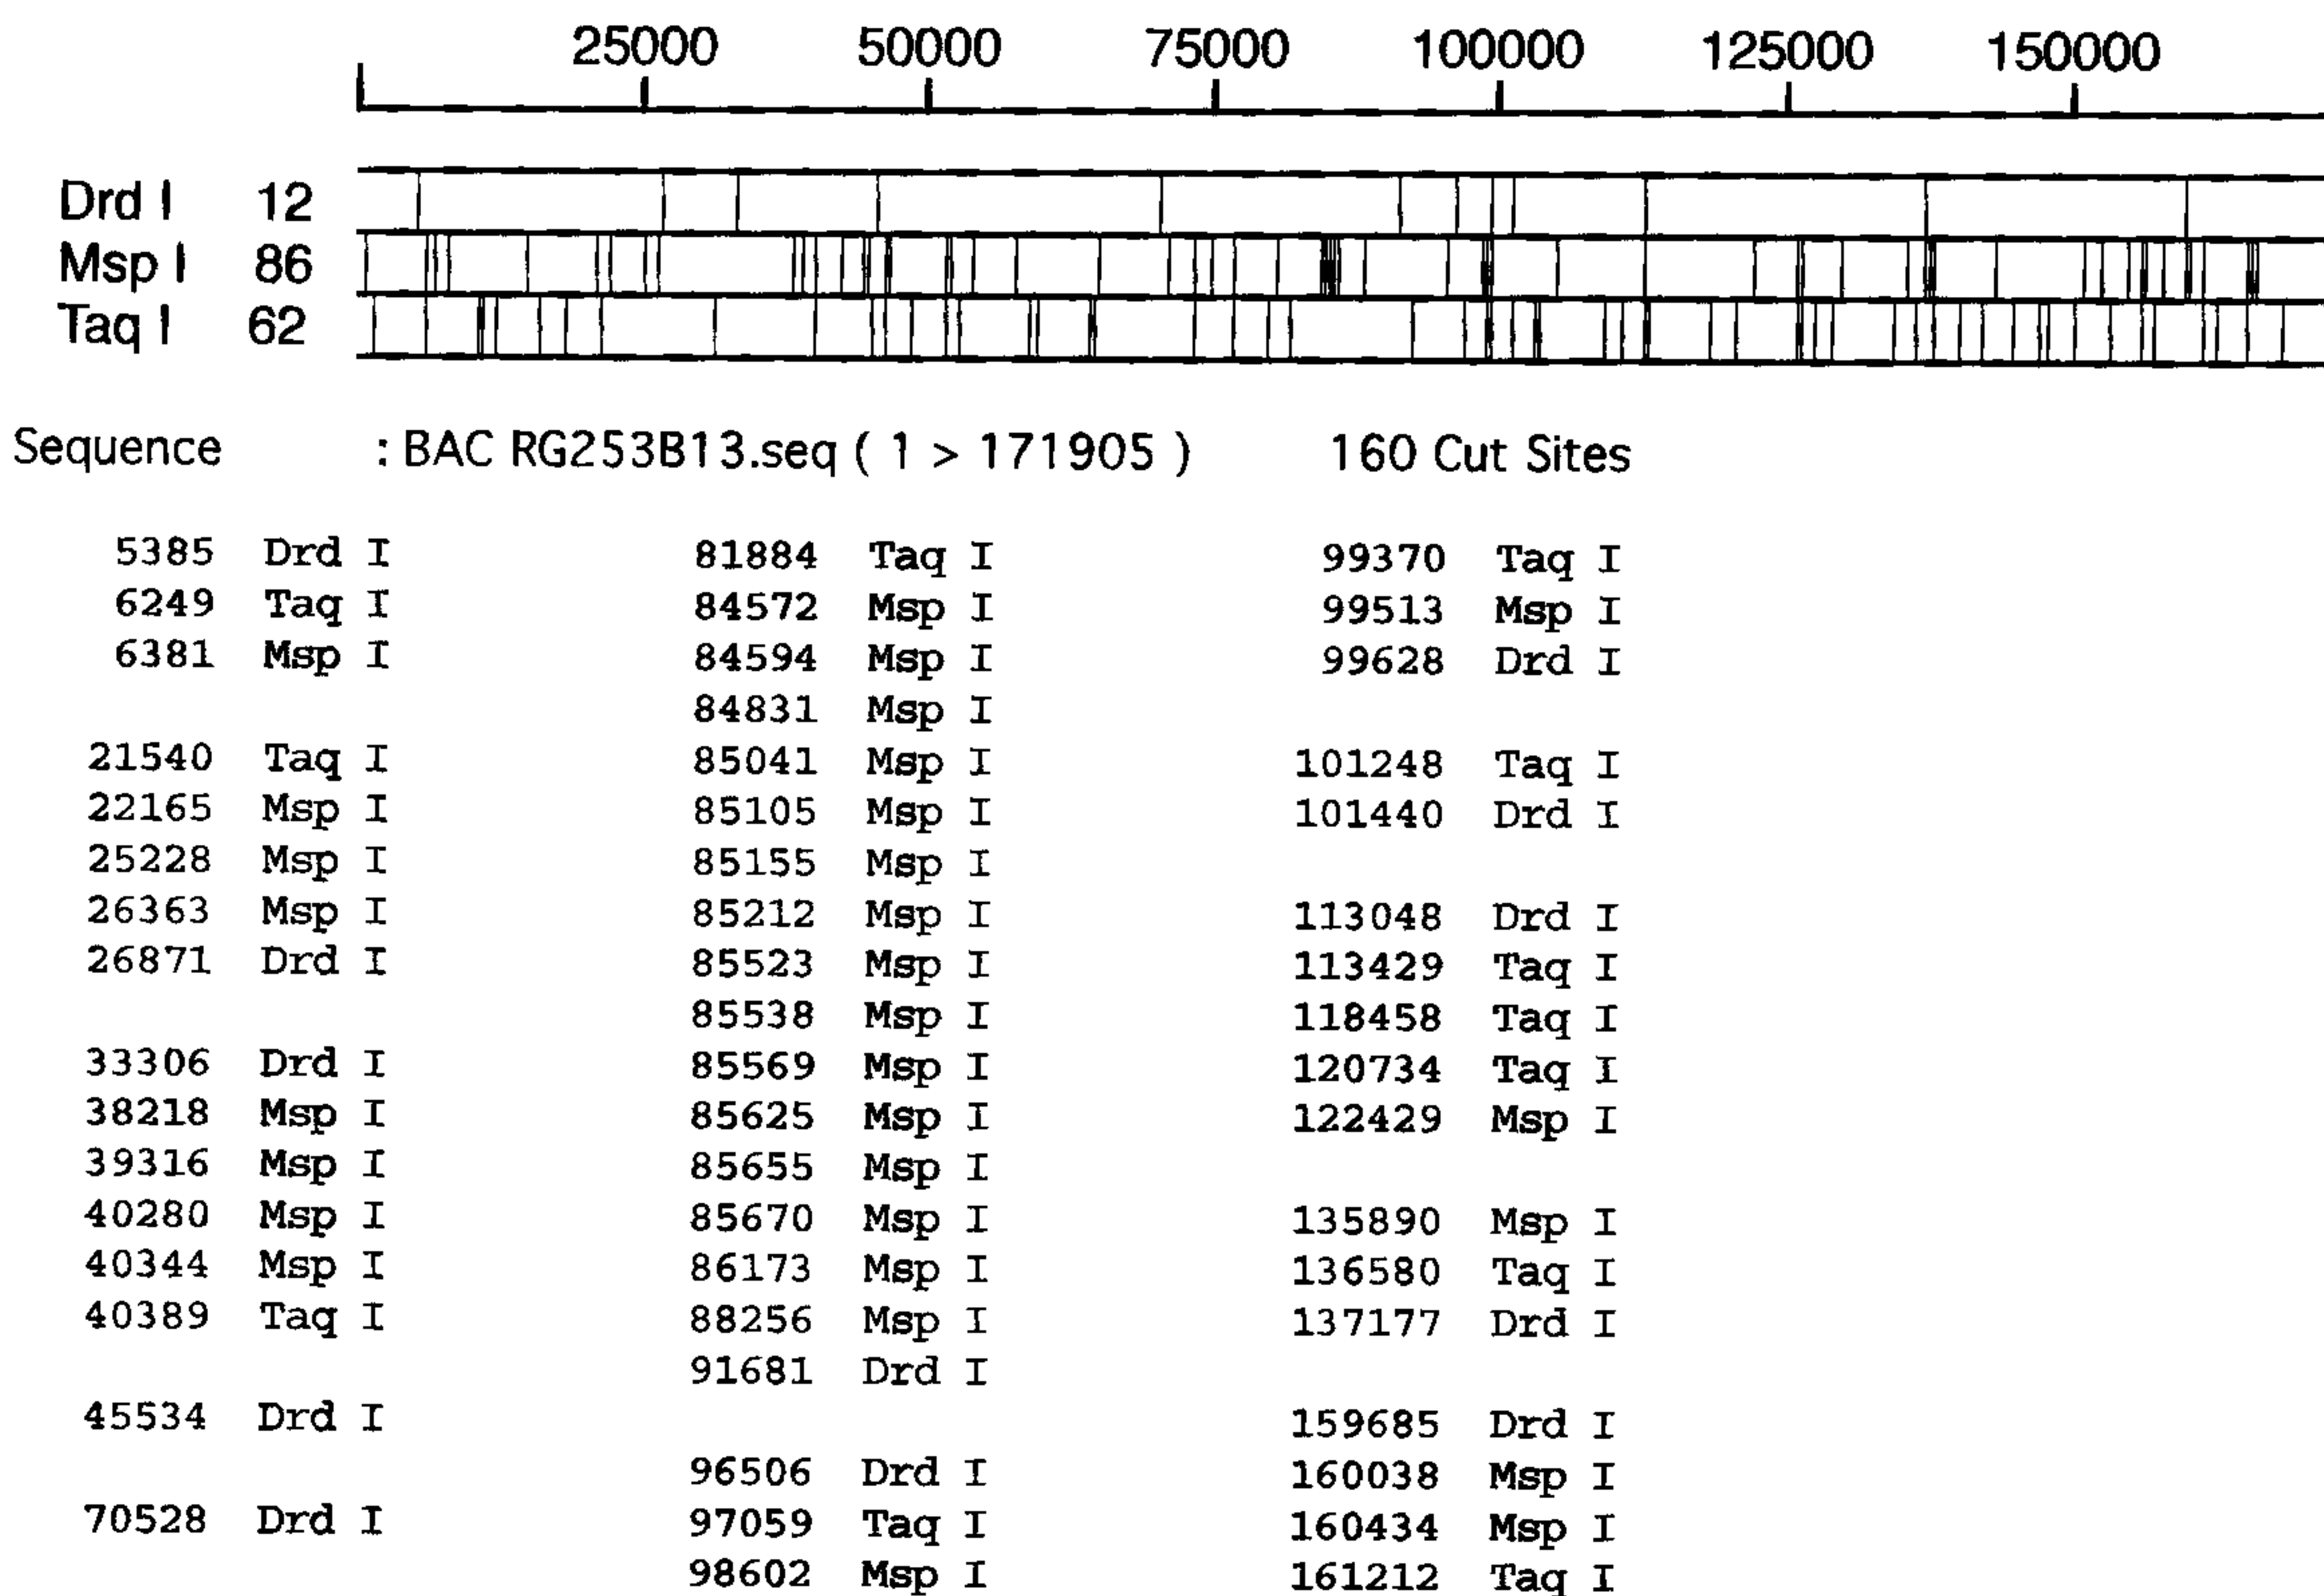 25000 50000 75000 100000 125000 150000
Drd I 12
Msp I 86
Taq I 62
Sequence : BAC RG253B13.seq ( 1 > 171905 ) 160 Cut Sites
5385 Drd I
6249 Taq I
6381 Msp I
21540 Taq I
22165 Msp I
25228 Msp I
26363 Msp I
26871 Drd I
33306 Drd I
38218 Msp I
39316 Msp I
40280 Msp I
40344 Msp I
40389 Taq I
45534 Drd I
70528 Drd I
81884 Taq I
84572 Msp I
84594 Msp I
84831 Msp I
85041 Msp I
85105 Msp I
85155 Msp I
85212 Msp I
85523 Msp I
85538 Msp I
85569 Msp I
85625 Msp I
85655 Msp I
85670 Msp I
86173 Msp I
88256 Msp I
91681 Drd I
96506 Drd I
97059 Taq I
98602 Msp I
99370 Taq I
99513 Msp I
99628 Drd I
101248 Taq I
101440 Drd I
113048 Drd I
113429 Taq I
118458 Taq I
120734 Taq I
122429 Msp I
135890 Msp I
136580 Taq I
137177 Drd I
159685 Drd I
160038 Msp I
160434 Msp I
161212 Taq I